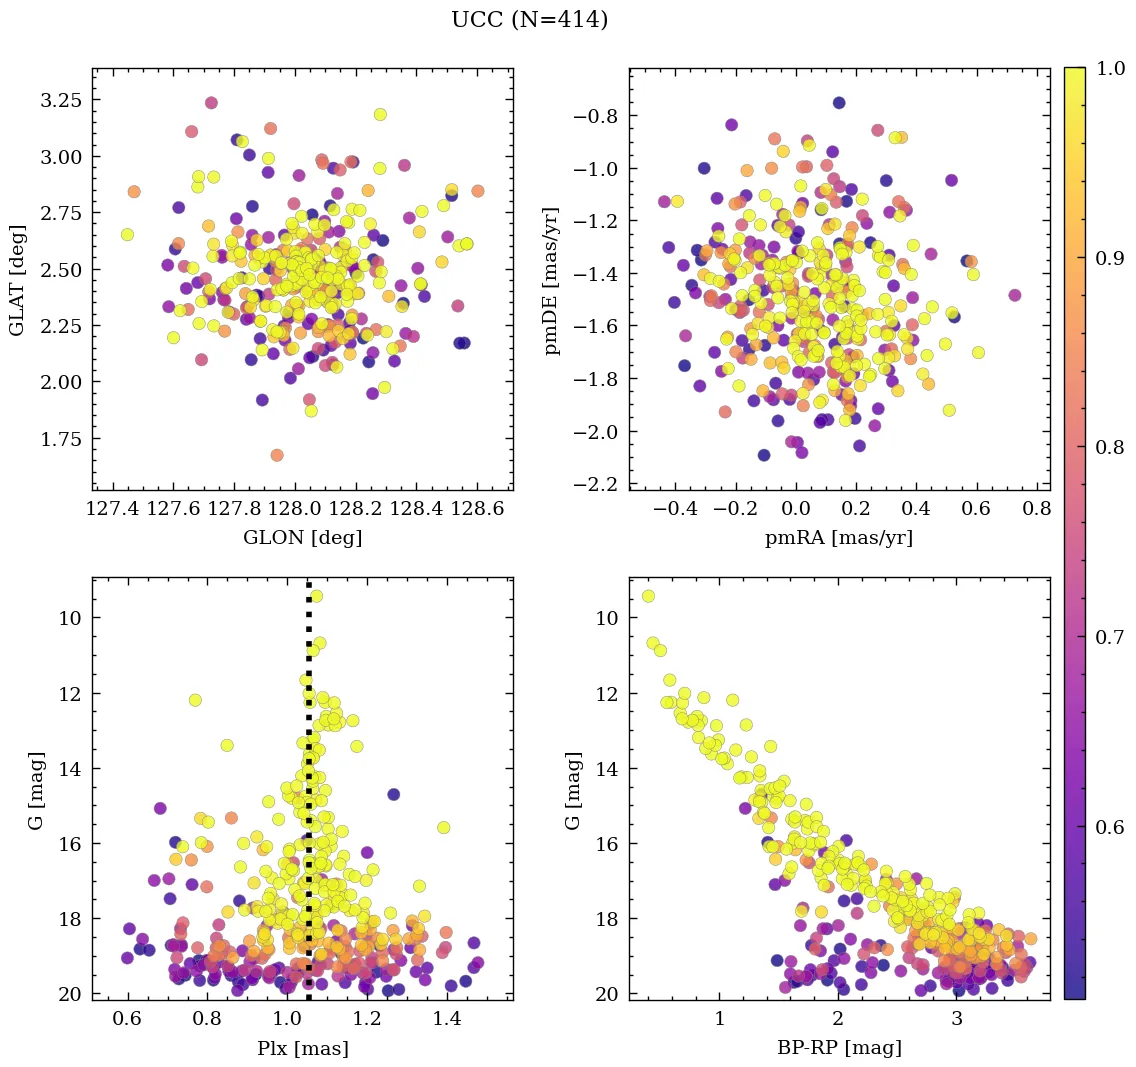 UCC (N=414)
3.25
3.00
2.75
2.50
2.25
2.00
1.75
GLAT [deg]
127.4 127.6 127.8 128.0 128.2 128.4 128.6
GLON [deg]
−0.8
−1.0
−1.2
−1.4
−1.6
−1.8
−2.0
−2.2
pmDE [mas/yr]
−0.4 −0.2 0.0 0.2 0.4 0.6 0.8
pmRA [mas/yr]
10
12
14
16
18
20
G [mag]
0.6 0.8 1.0 1.2 1.4
Plx [mas]
10
12
14
16
18
20
G [mag]
1 2 3
BP-RP [mag]
1.0
0.9
0.8
0.7
0.6